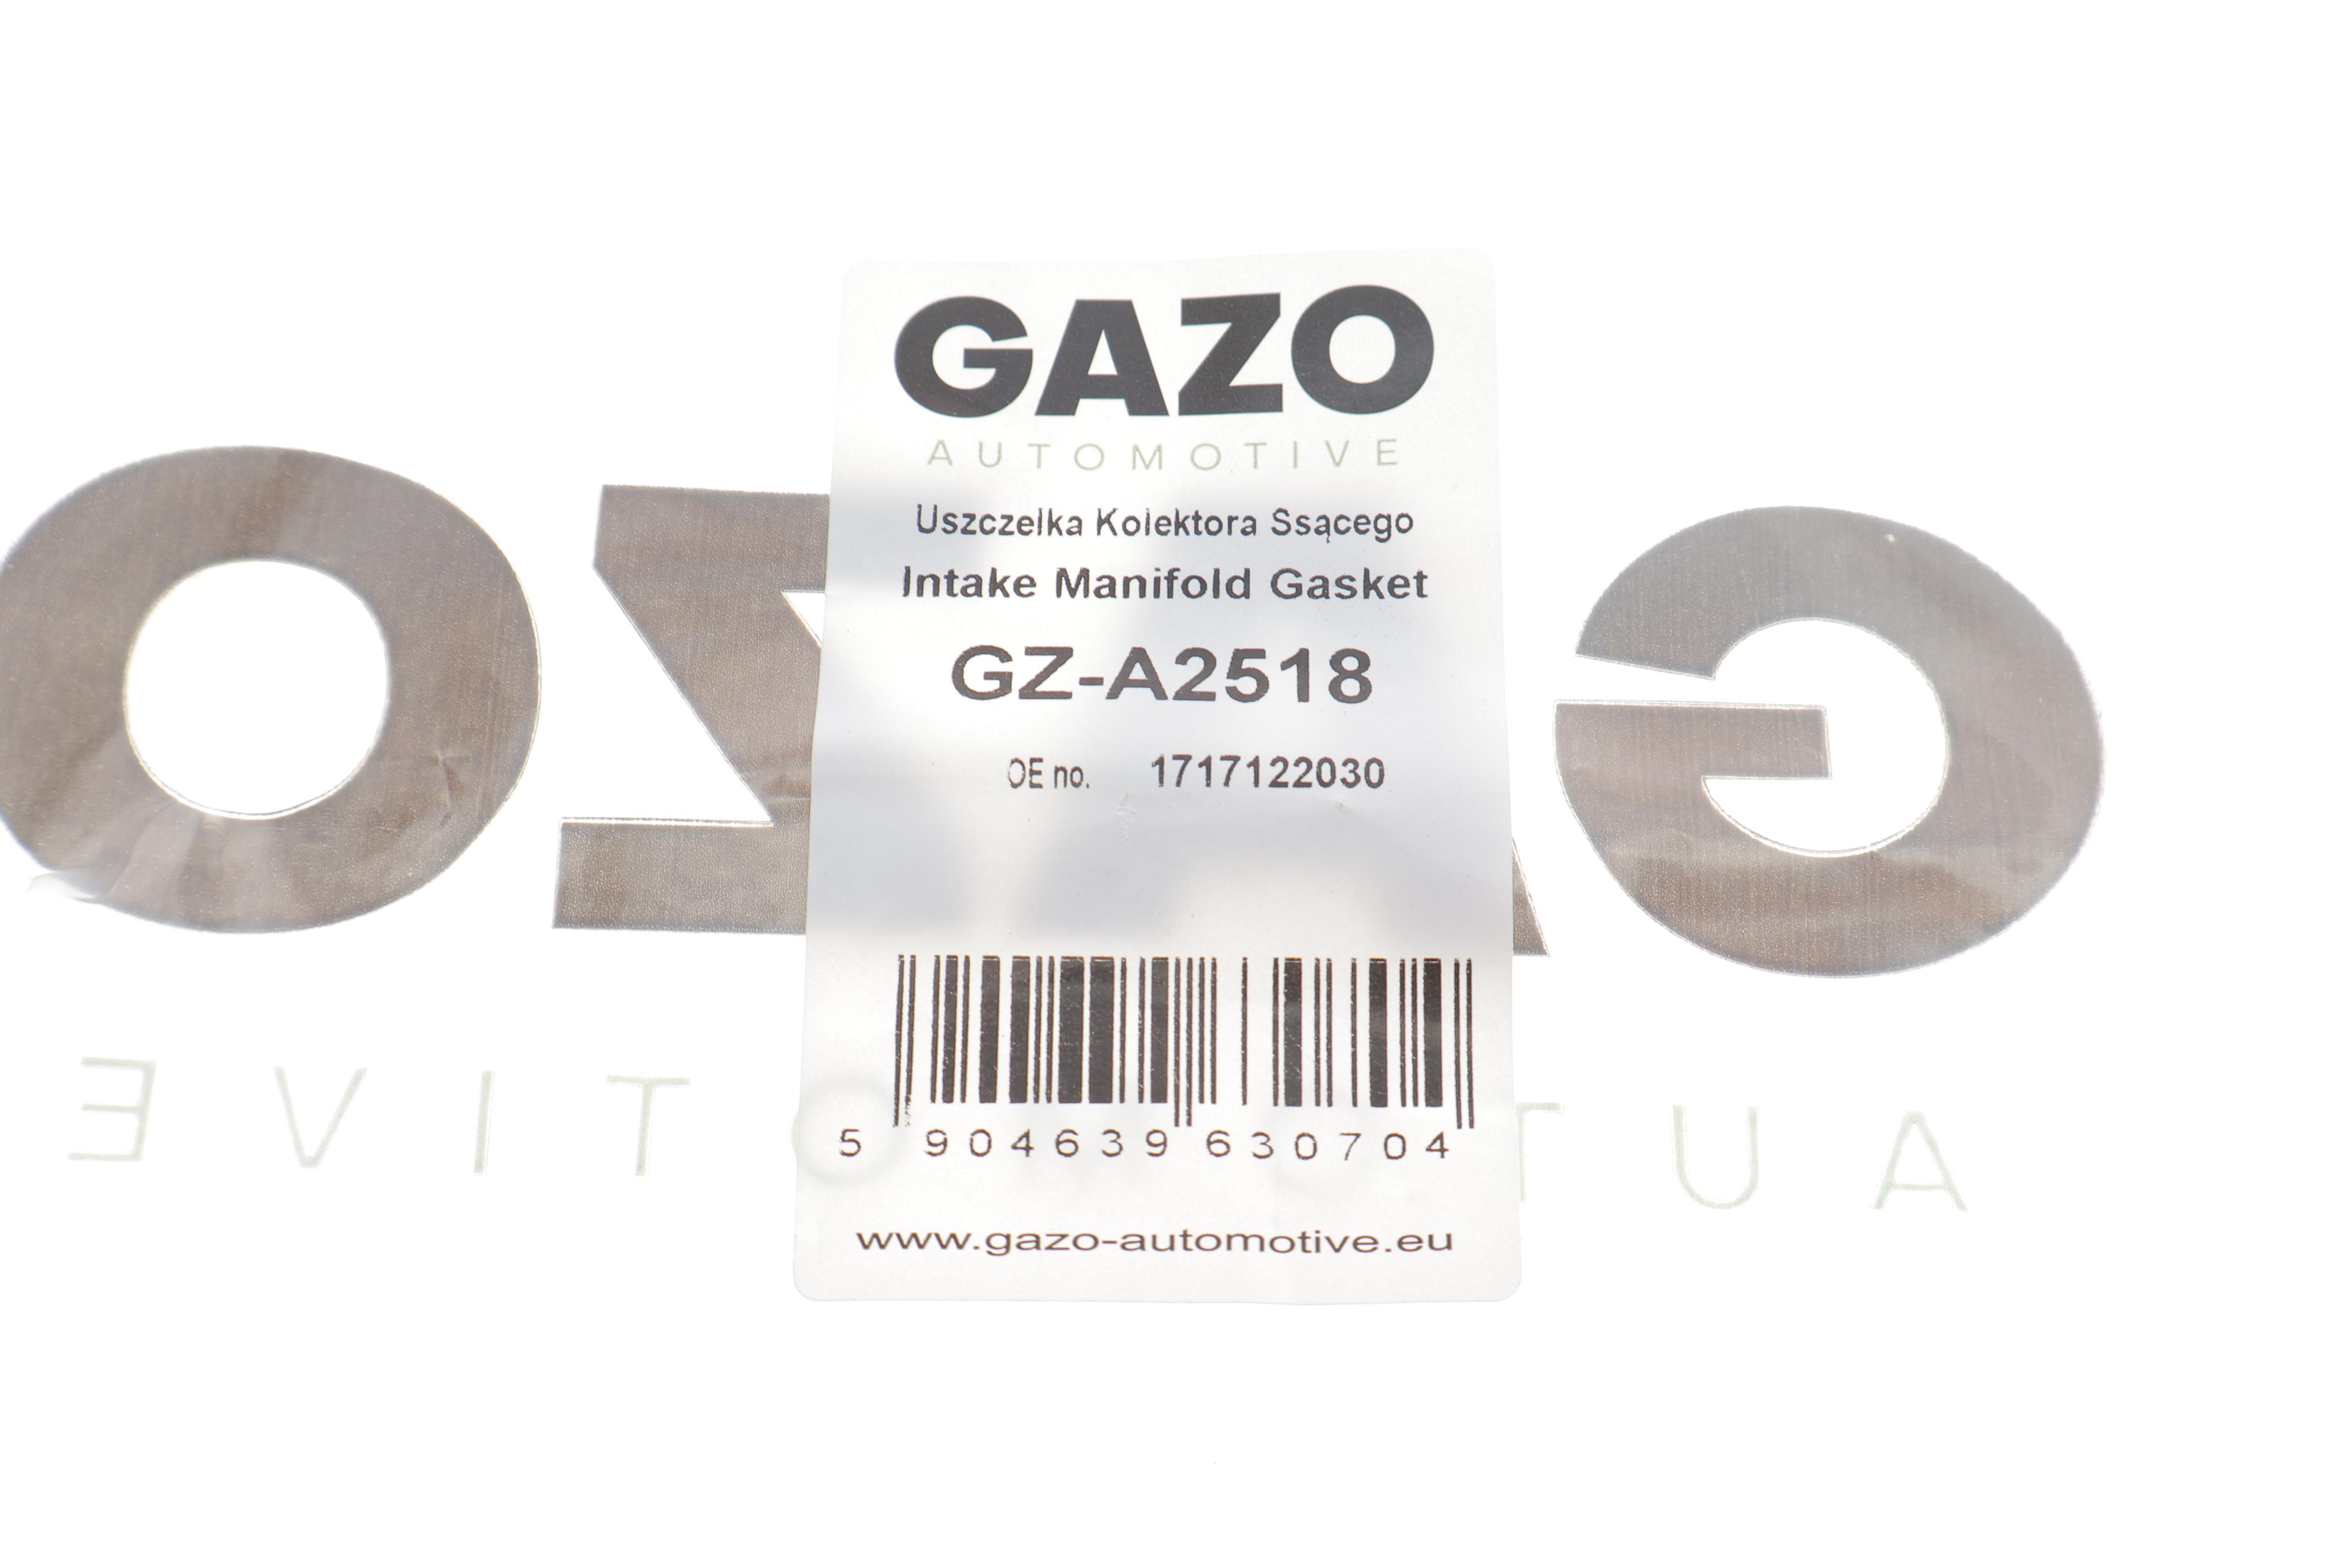 GAZO
AUTOMOTIVE
Uszczelka Kolektora Ssącego
Intake Manifold Gasket
GZ-A2518
OE no. 1717122030
5 904639 630704
www.gazo-automotive.eu